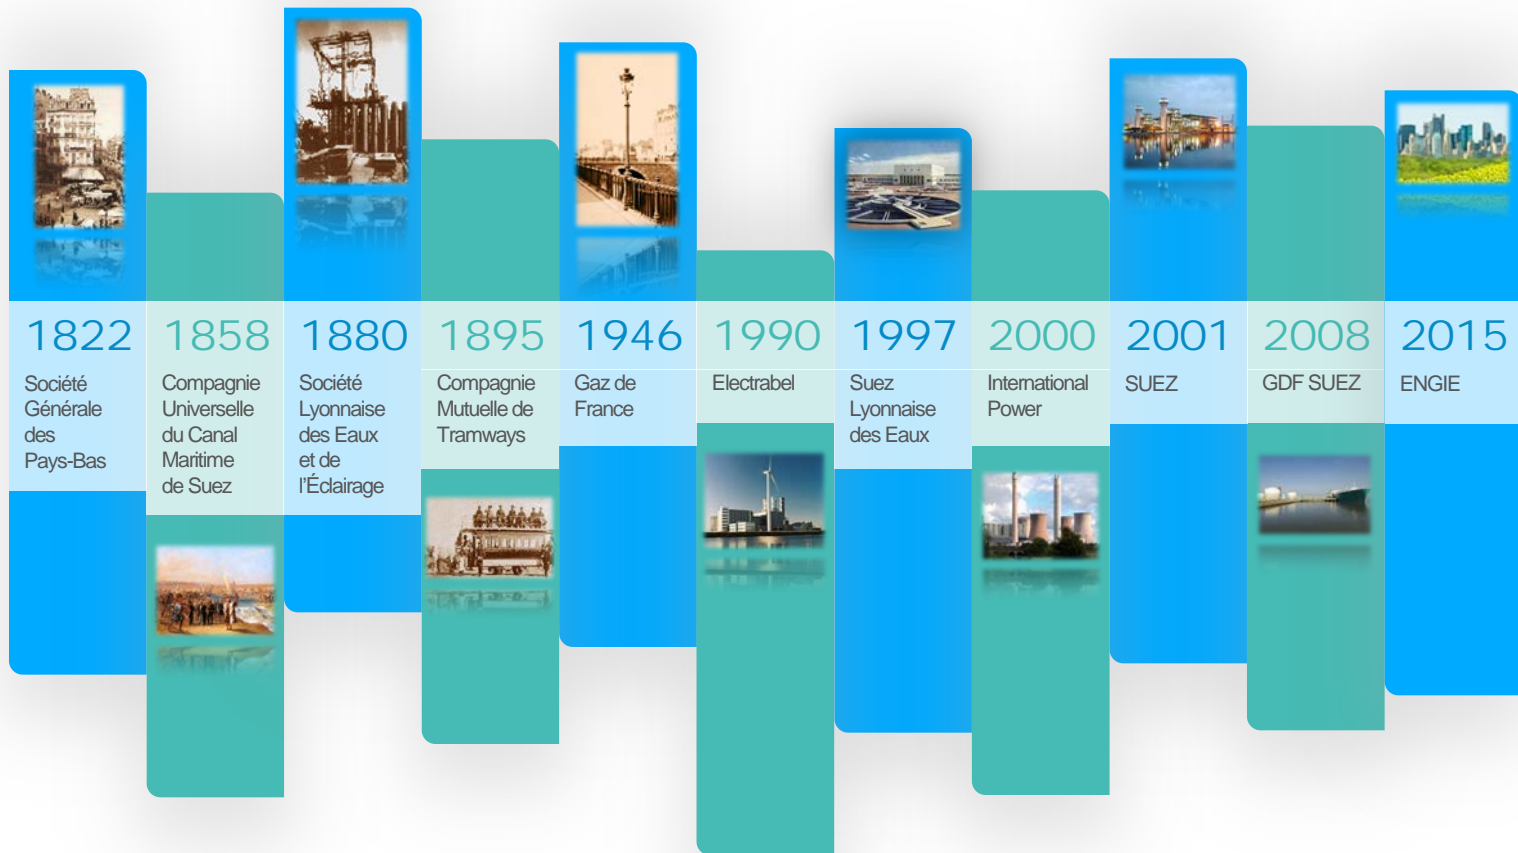 1822
Société
Générale
des
Pays-Bas
1858
Compagnie
Universelle
du Canal
Maritime
de Suez
1880
Société
Lyonnaise
des Eaux
et de
l'Éclairage
1895
Compagnie
Mutuelle de
Tramways
1946
Gaz de
France
1990
Electrabel
1997
Suez
Lyonnaise
des Eaux
2000
International
Power
2001
SUEZ
2008
GDF SUEZ
2015
ENGIE